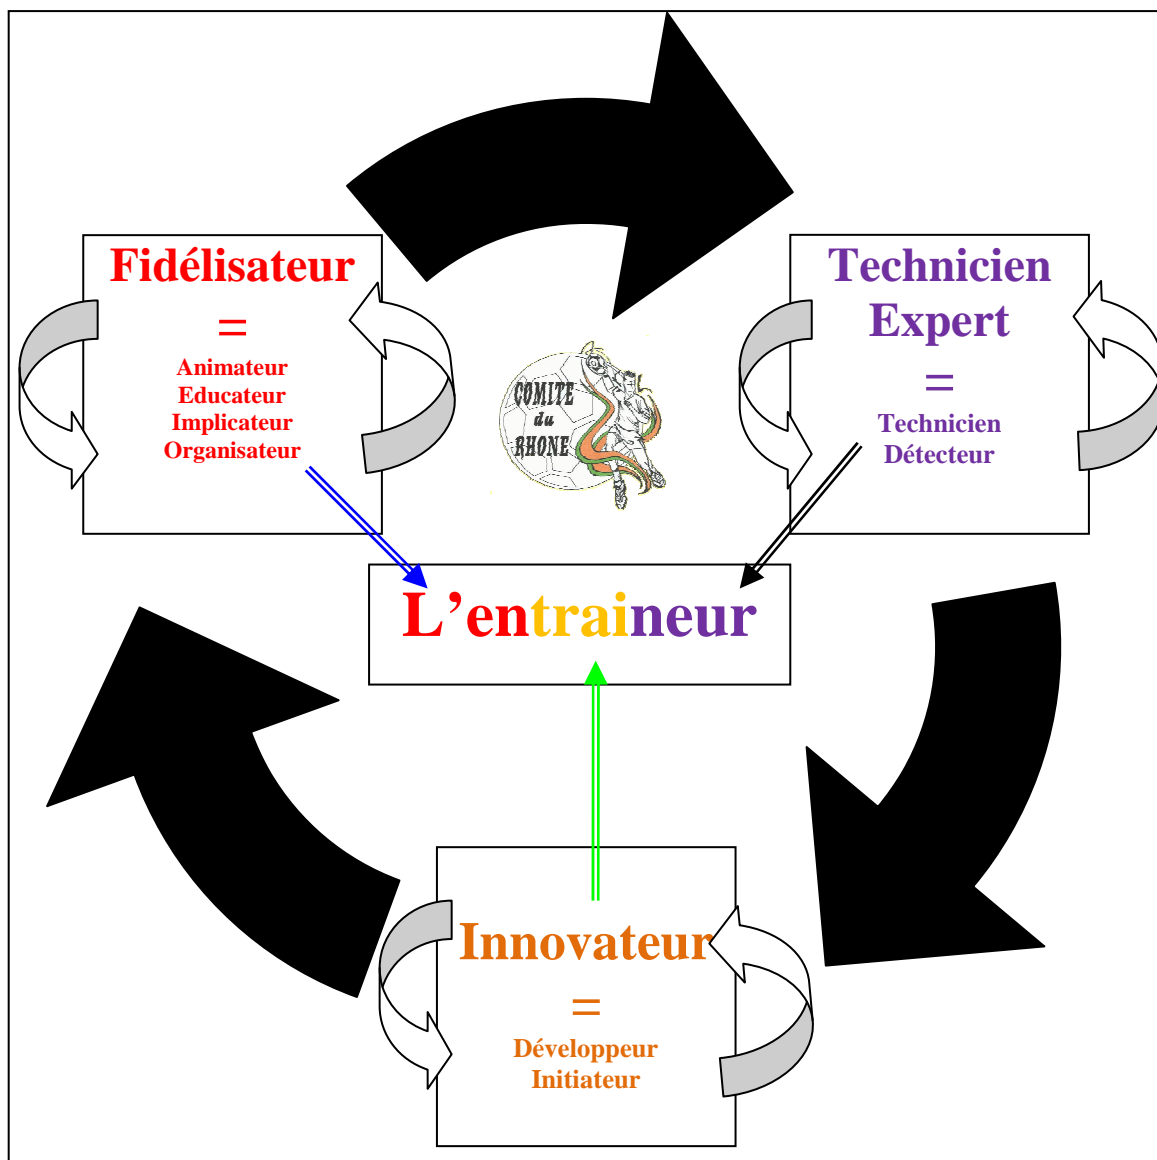 Fidélisateur
=
Animateur
Educateur
Implicateur
Organisateur
Technicien
Expert
=
Technicien
Détecteur
COMITE
du
RHONE
L’entraineur
Innovateur
=
Développeur
Initiateur